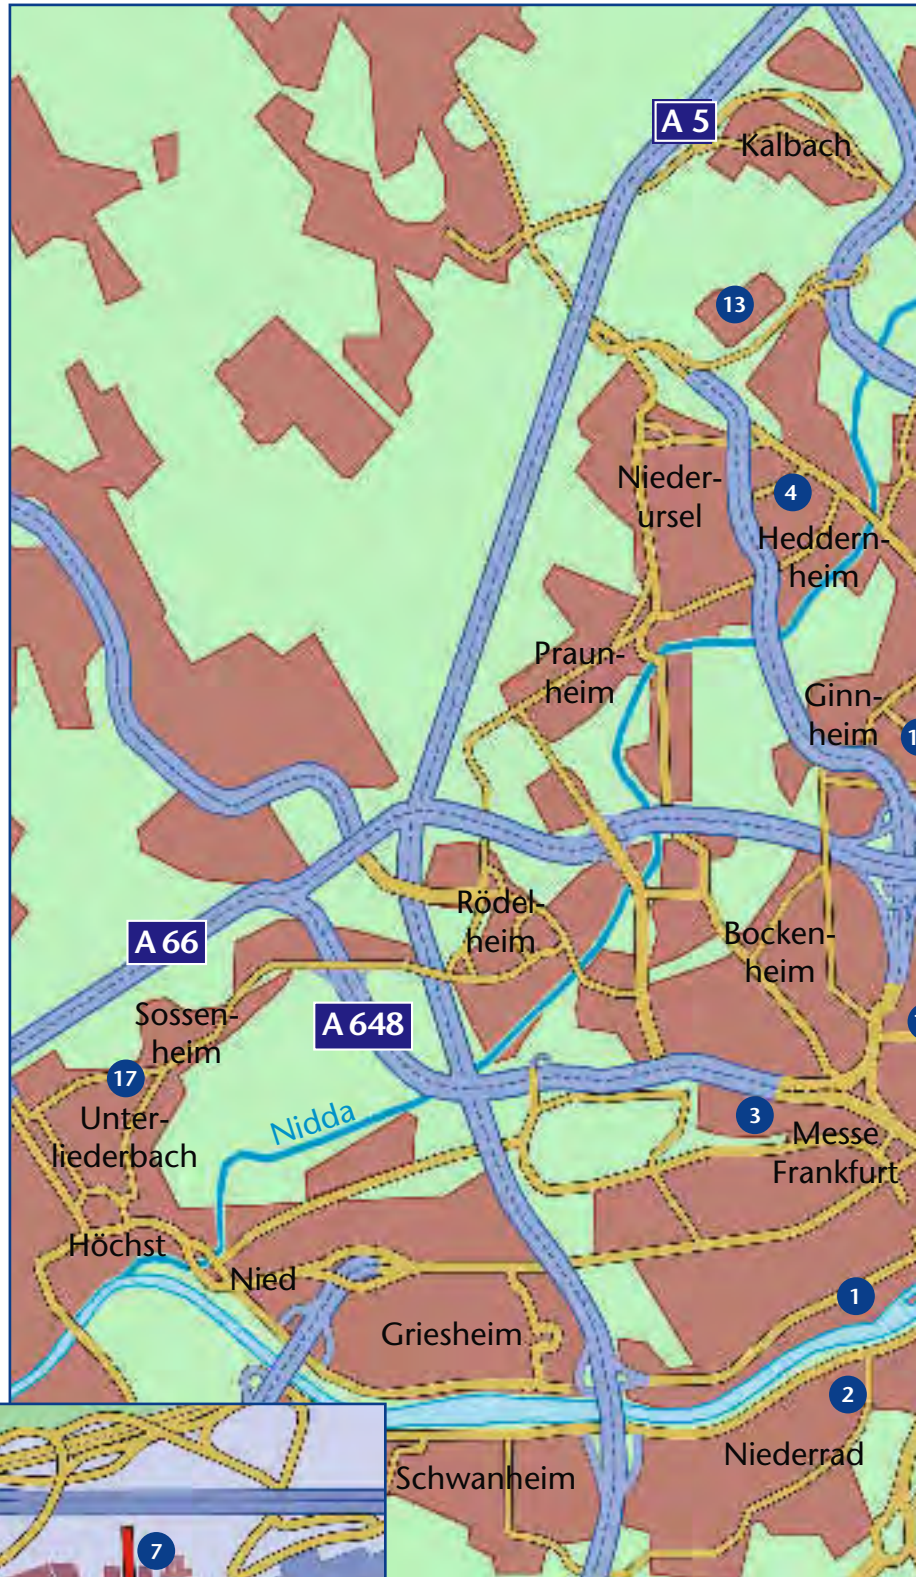 A 5
Kalbach
13
Nieder-
ursel
4
Heddern-
heim
Praun-
heim
Ginn-
heim
Rödel-
heim
A 66
Bocken-
heim
Sossen-
heim
A 648
17
Unter-
liederbach
Nidda
3
Messe
Frankfurt
Höchst
Nied
1
Griesheim
2
Niederrad
Schwanheim
7